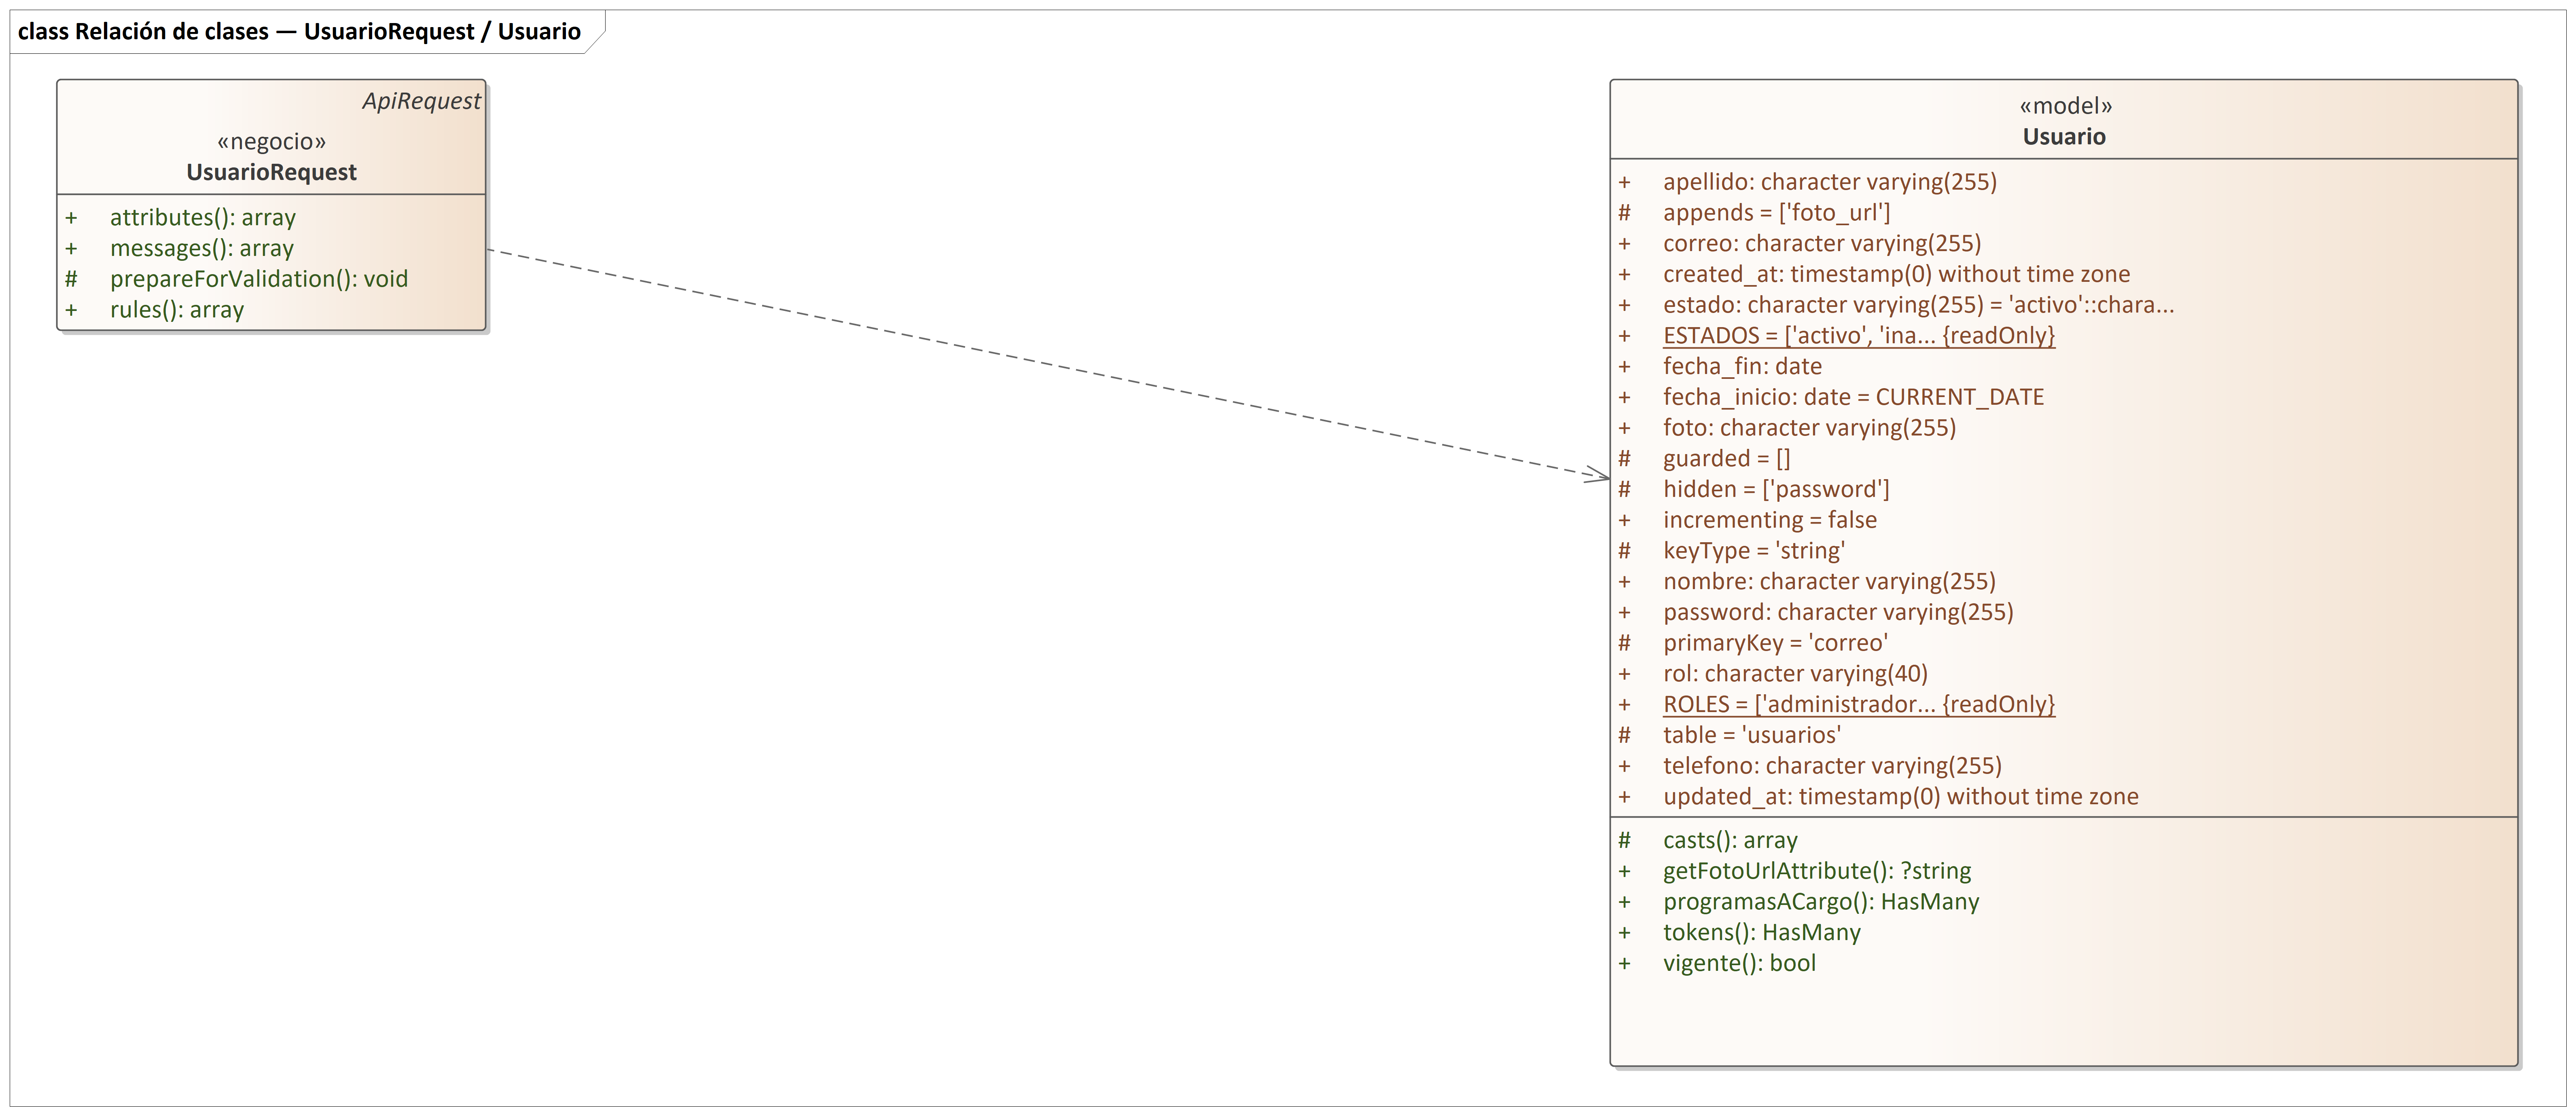 class Relación de clases — UsuarioRequest / Usuario
ApiRequest
«negocio»
UsuarioRequest
+ attributes(): array
+ messages(): array
# prepareForValidation(): void
+ rules(): array
«model»
Usuario
+ apellido: character varying(255)
# appends = ['foto_url']
+ correo: character varying(255)
+ created_at: timestamp(0) without time zone
+ estado: character varying(255) = 'activo'::chara...
+ ESTADOS = ['activo', 'ina... {readOnly}
+ fecha_fin: date
+ fecha_inicio: date = CURRENT_DATE
+ foto: character varying(255)
# guarded = []
# hidden = ['password']
+ incrementing = false
# keyType = 'string'
+ nombre: character varying(255)
+ password: character varying(255)
# primaryKey = 'correo'
+ rol: character varying(40)
+ ROLES = ['administrador... {readOnly}
# table = 'usuarios'
+ telefono: character varying(255)
+ updated_at: timestamp(0) without time zone
# casts(): array
+ getFotoUrlAttribute(): ?string
+ programasACargo(): HasMany
+ tokens(): HasMany
+ vigente(): bool